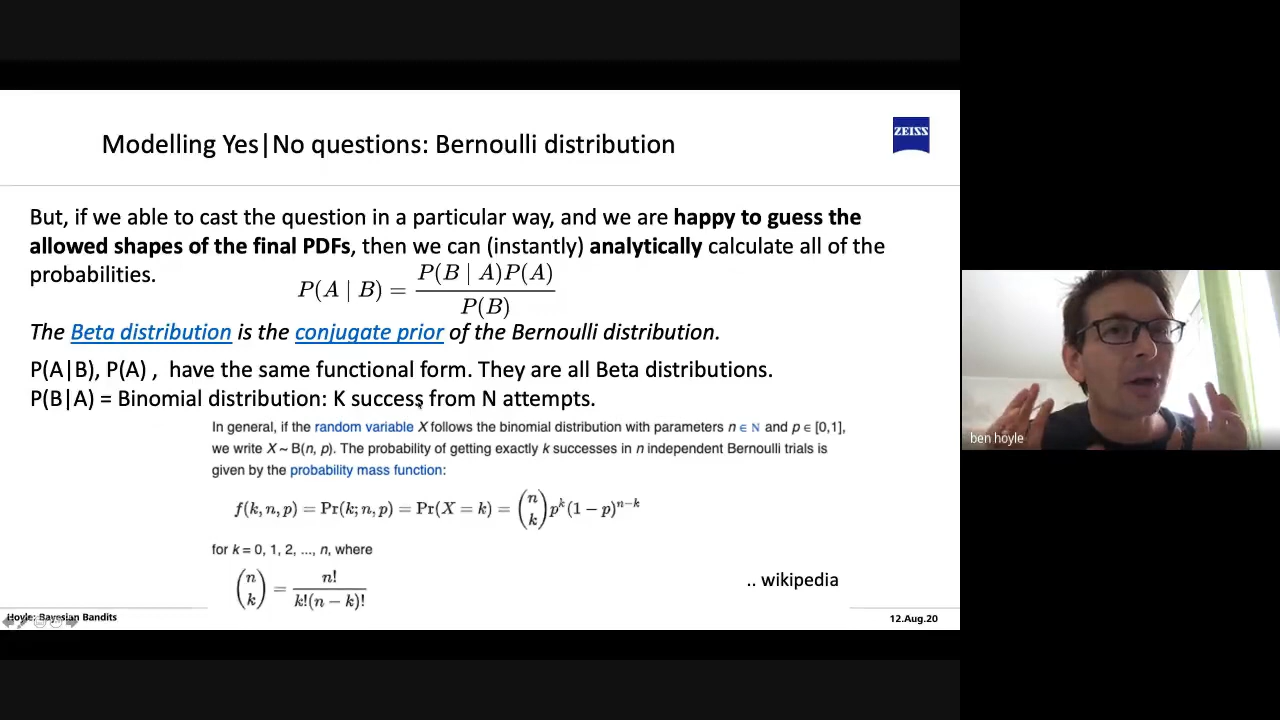 Modelling Yes|No questions: Bernoulli distribution
ZEISS
But, if we able to cast the question in a particular way, and we are happy to guess the
allowed shapes of the final PDFs, then we can (instantly) analytically calculate all of the
probabilities.
P(A | B) = P(B | A)P(A) / P(B)
The Beta distribution is the conjugate prior of the Bernoulli distribution.
P(A|B), P(A) , have the same functional form. They are all Beta distributions.
P(B|A) = Binomial distribution: K success from N attempts.
In general, if the random variable X follows the binomial distribution with parameters n ∈ ℕ and p ∈ [0,1],
we write X ~ B(n, p). The probability of getting exactly k successes in n independent Bernoulli trials is
given by the probability mass function:
f(k, n, p) = Pr(k; n, p) = Pr(X = k) = (n k) p^k (1 − p)^{n−k}
for k = 0, 1, 2, ..., n, where
(n k) = n! / k!(n − k)!
.. wikipedia
Hoyle: Bayesian Bandits
12.Aug.20
ben hoyle